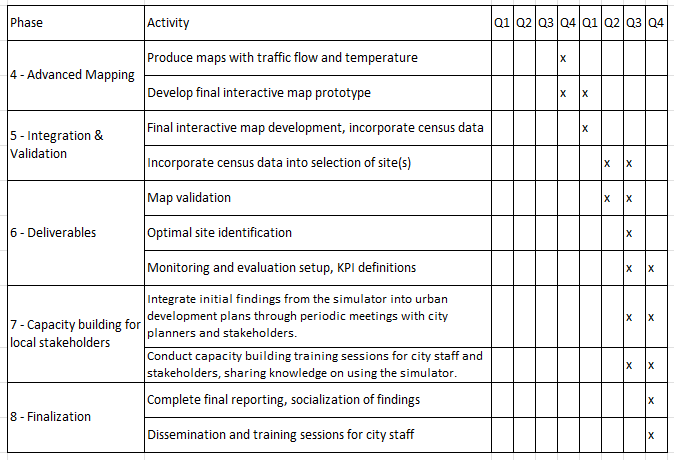 Phase Activity Q1 Q2 Q3 Q4 Q1 Q2 Q3 Q4
4 - Advanced Mapping
Produce maps with traffic flow and temperature x
Develop final interactive map prototype x x
5 - Integration &
Validation
Final interactive map development, incorporate census data x
Incorporate census data into selection of site(s) x x
6 - Deliverables
Map validation x x
Optimal site identification x
Monitoring and evaluation setup, KPI definitions x x
7 - Capacity building for
local stakeholders
Integrate initial findings from the simulator into urban
development plans through periodic meetings with city
planners and stakeholders. x x
Conduct capacity building training sessions for city staff and
stakeholders, sharing knowledge on using the simulator. x x
8 - Finalization
Complete final reporting, socialization of findings x
Dissemination and training sessions for city staff x